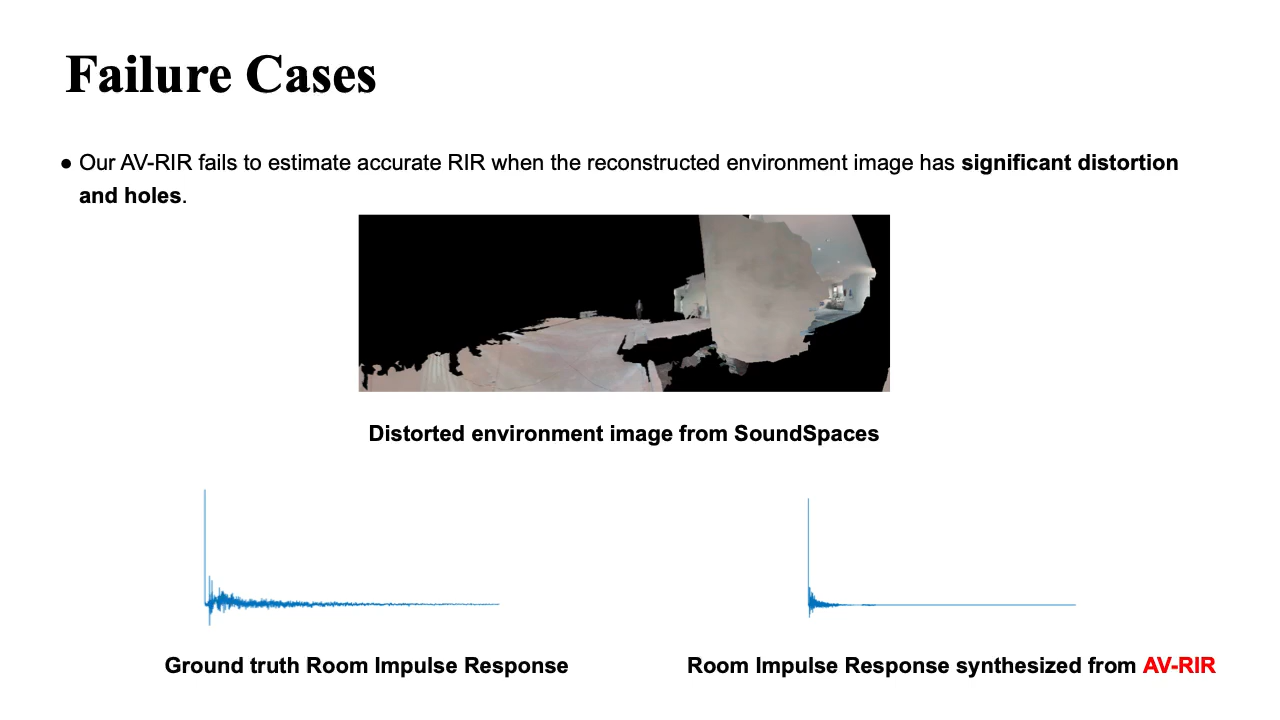 Failure Cases
● Our AV-RIR fails to estimate accurate RIR when the reconstructed environment image has significant distortion
and holes.
Distorted environment image from SoundSpaces
Ground truth Room Impulse Response
Room Impulse Response synthesized from AV-RIR